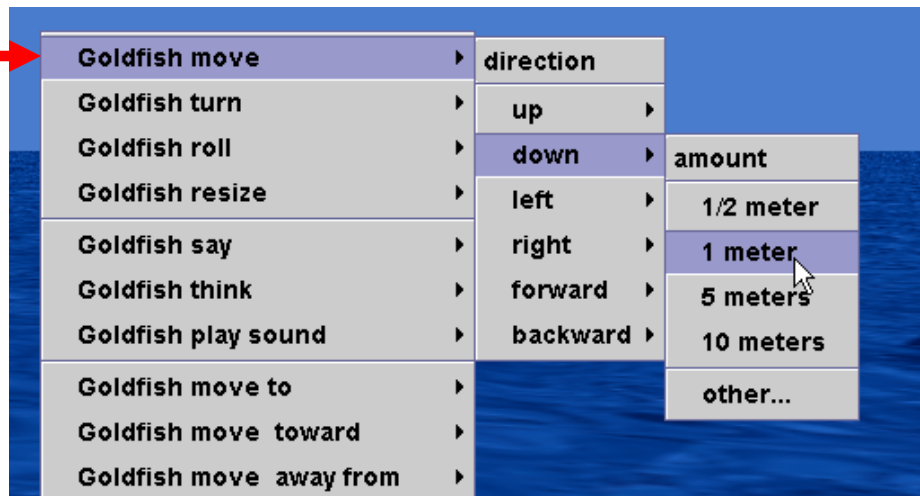 Goldfish move
Goldfish turn
Goldfish roll
Goldfish resize
Goldfish say
Goldfish think
Goldfish play sound
Goldfish move to
Goldfish move toward
Goldfish move away from
direction
up
down
left
right
forward
backward
amount
1/2 meter
1 meter
5 meters
10 meters
other...